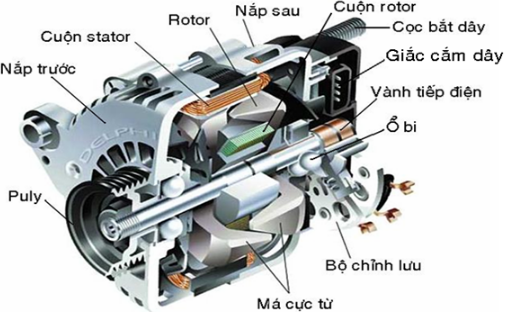 Cuộn rotor
Rotor
Nắp sau
Cọc bắt dây
Cuộn stator
Giắc cắm dây
Nắp trước
Vành tiếp điện
DELPHI
Ổ bi
Puly
Bộ chỉnh lưu
Má cực từ